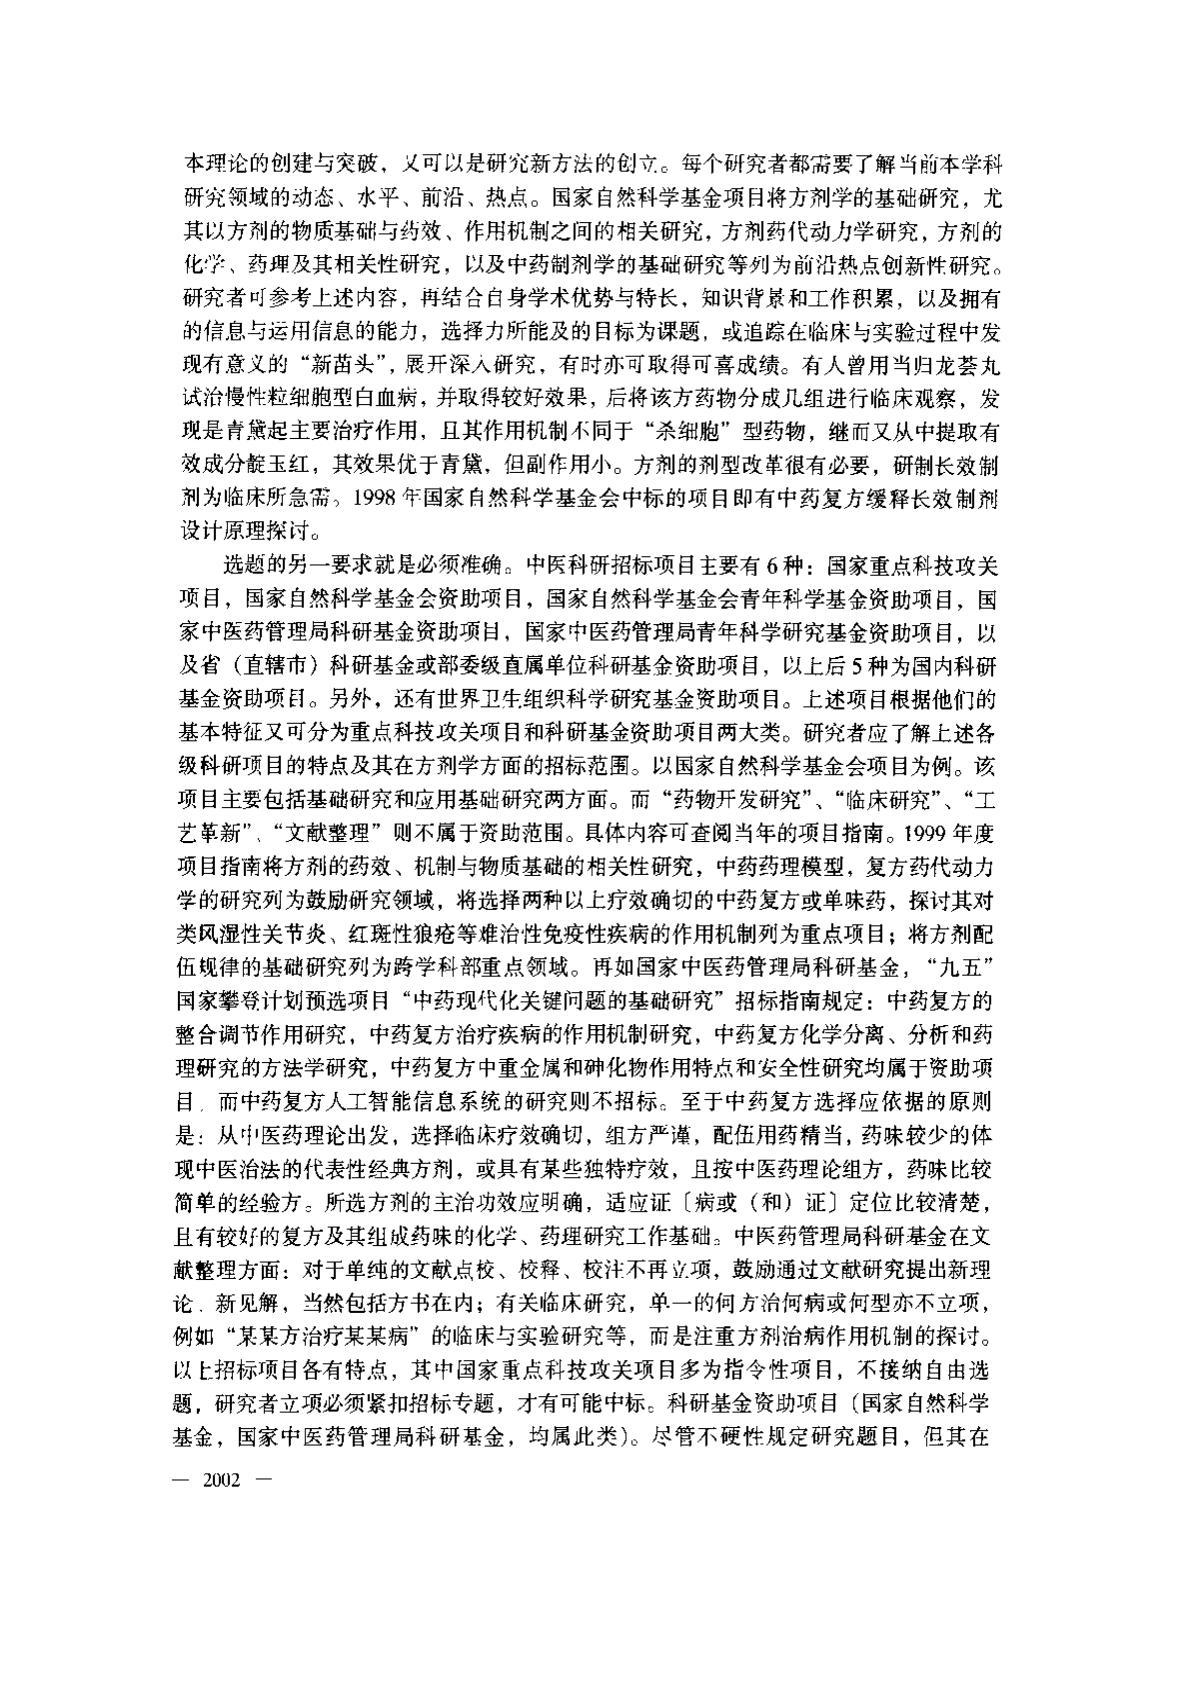 本理论的创建与突破，又可以是研究新方法的创立。每个研究者都需要了解当前本学科
研究领域的动态、水平、前沿、热点。国家自然科学基金项目将方剂学的基础研究，尤
其以方剂的物质基础与药效、作用机制之间的相关研究，方剂药代动力学研究，方剂的
化学、药理及其相关性研究，以及中药制剂学的基础研究等列为前沿热点创新性研究。
研究者可参考上述内容，再结合自身学术优势与特长，知识背景和工作积累，以及拥有
的信息与运用信息的能力，选择力所能及的目标为课题，或追踪在临床与实验过程中发
现有意义的“新苗头”，展开深入研究，有时亦可取得可喜成绩。有人曾用当归龙荟丸
试治慢性粒细胞型白血病，并取得较好效果，后将该方药物分成几组进行临床观察，发
现是青黛起主要治疗作用，且其作用机制不同于“杀细胞”型药物，继而又从中提取有
效成分靛玉红，其效果优于青黛，但副作用小。方剂的剂型改革很有必要，研制长效制
剂为临床所急需。1998 年国家自然科学基金会中标的项目即有中药复方缓释长效制剂
设计原理探讨。
选题的另一要求就是必须准确。中医科研招标项目主要有 6 种：国家重点科技攻关
项目，国家自然科学基金会资助项目，国家自然科学基金会青年科学基金资助项目，国
家中医药管理局科研基金资助项目，国家中医药管理局青年科学研究基金资助项目，以
及省（直辖市）科研基金或部委级直属单位科研基金资助项目，以上后 5 种为国内科研
基金资助项目。另外，还有世界卫生组织科学研究基金资助项目。上述项目根据他们的
基本特征又可分为重点科技攻关项目和科研基金资助项目两大类。研究者应了解上述各
级科研项目的特点及其在方剂学方面的招标范围。以国家自然科学基金会项目为例。该
项目主要包括基础研究和应用基础研究两方面。而“药物开发研究”、“临床研究”、“工
艺革新”、“文献整理”则不属于资助范围。具体内容可查阅当年的项目指南。1999 年度
项目指南将方剂的药效、机制与物质基础的相关性研究，中药药理模型，复方药代动力
学的研究列为鼓励研究领域，将选择两种以上疗效确切的中药复方或单味药，探讨其对
类风湿性关节炎、红斑性狼疮等难治性免疫性疾病的作用机制列为重点项目；将方剂配
伍规律的基础研究列为跨学科部重点领域。再如国家中医药管理局科研基金，“九五”
国家攀登计划预选项目“中药现代化关键问题的基础研究”招标指南规定：中药复方的
整合调节作用研究，中药复方治疗疾病的作用机制研究，中药复方化学分离、分析和药
理研究的方法学研究，中药复方中重金属和砷化物作用特点和安全性研究均属于资助项
目，而中药复方人工智能信息系统的研究则不招标。至于中药复方选择应依据的原则
是：从中医药理论出发，选择临床疗效确切，组方严谨，配伍用药精当，药味较少的体
现中医治法的代表性经典方剂，或具有某些独特疗效，且按中医药理论组方，药味比较
简单的经验方。所选方剂的主治功效应明确，适应证〔病或（和）证〕定位比较清楚，
且有较好的复方及其组成药味的化学、药理研究工作基础。中医药管理局科研基金在文
献整理方面：对于单纯的文献点校、校释、校注不再立项，鼓励通过文献研究提出新理
论、新见解，当然包括方书在内；有关临床研究，单一的何方治何病或何型亦不立项，
例如“某某方治疗某某病”的临床与实验研究等，而是注重方剂治病作用机制的探讨。
以上招标项目各有特点，其中国家重点科技攻关项目多为指令性项目，不接纳自由选
题，研究者立项必须紧扣招标专题，才有可能中标。科研基金资助项目（国家自然科学
基金，国家中医药管理局科研基金，均属此类）。尽管不硬性规定研究题目，但其在
— 2002 —